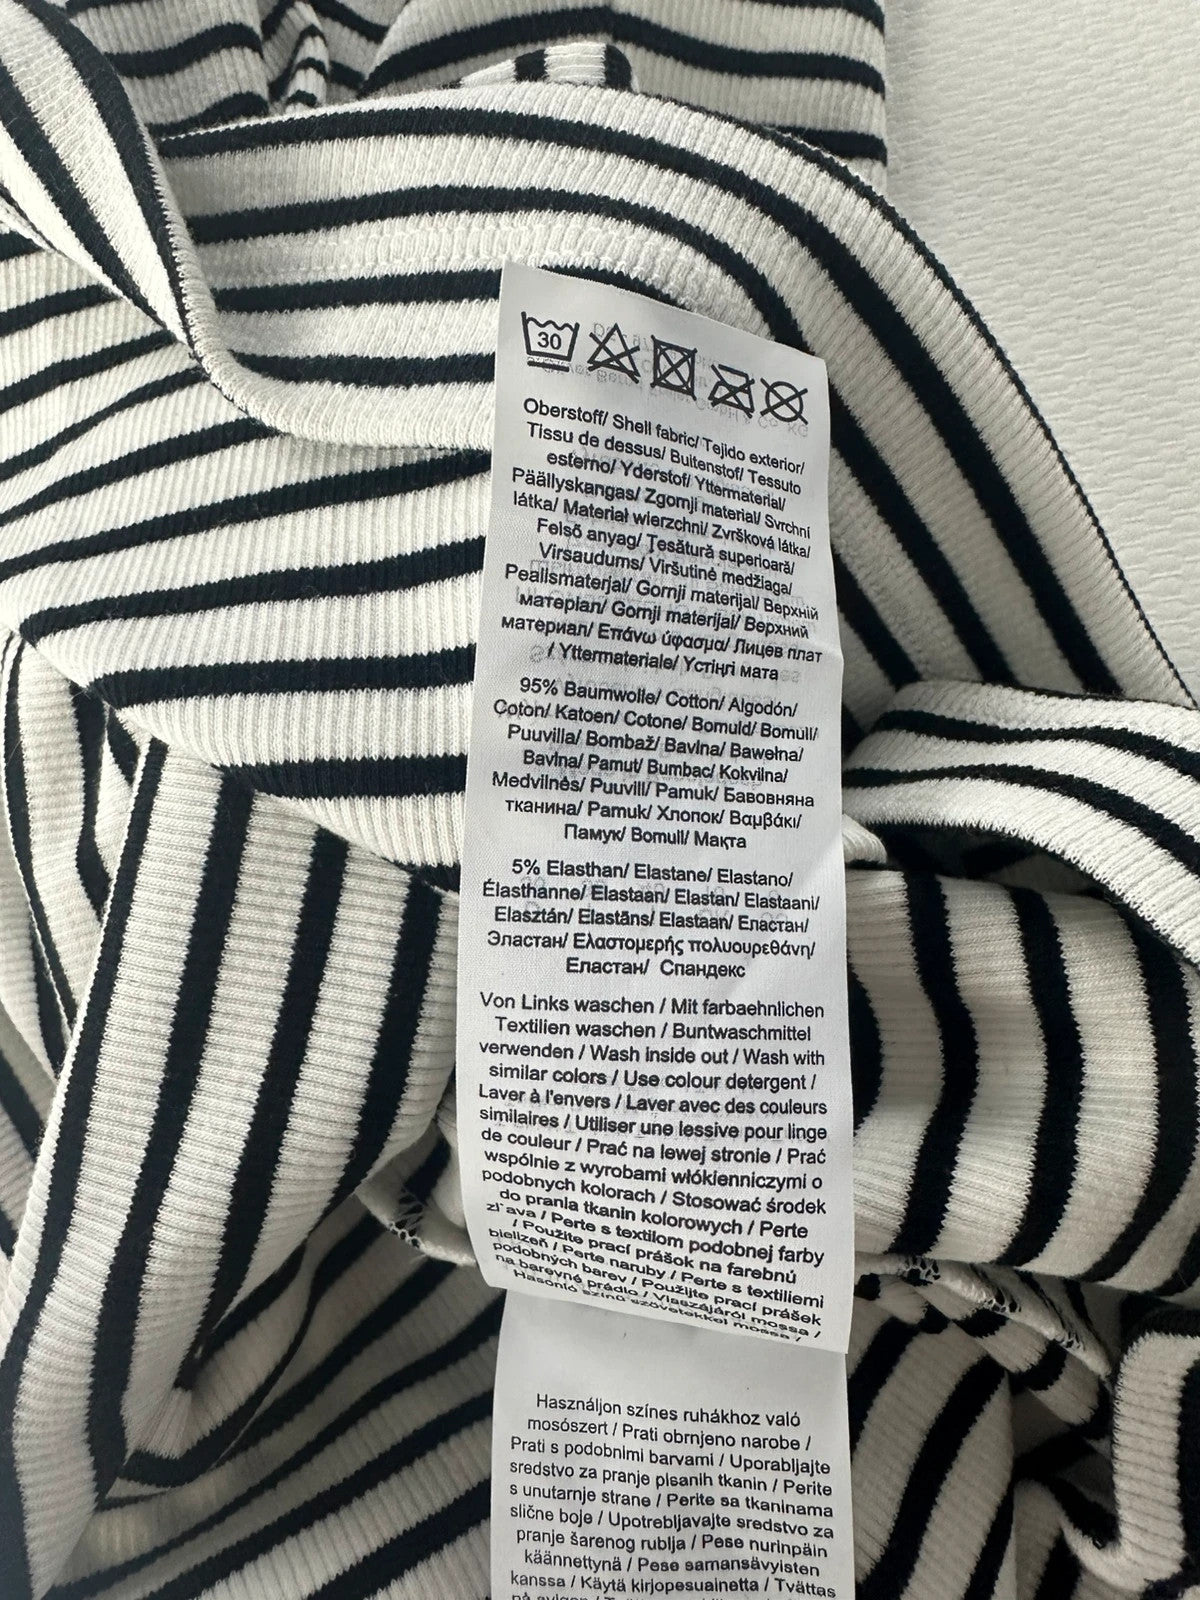 30
Oberstoff/ Shell fabric/ Tejido exterior/
Tissu de dessus/ Buitenstof/ Tessuto
esterno/ Yderstof/ Yttermaterial/
Päällyskangas/ Zgornji material/ Svrchní
látka/ Materiał wierzchni/ Zvršková látka/
Felső anyag/ Ţesătură superioară/
Virsaudums/ Viršutinė medžiaga/
Pealismaterjal/ Gornji materijal/ Верхній
матеріал/ Gornji materijal/ Верхний
материал/ Επάνω ύφασμα/ Лицев плат
/ Yttermateriale/ Үстіңгі мата
95% Baumwolle/ Cotton/ Algodón/
Coton/ Katoen/ Cotone/ Bomuld/ Bomull/
Puuvilla/ Bombaž/ Bavlna/ Bawełna/
Bavlna/ Pamut/ Bumbac/ Kokvilna/
Medvilnės/ Puuvill/ Pamuk/ Бавовняна
тканина/ Pamuk/ Хлопок/ Βαμβάκι/
Памук/ Bomull/ Мақта
5% Elasthan/ Elastane/ Elastano/
Élasthanne/ Elastaan/ Elastan/ Elastaani/
Elasztán/ Elastāns/ Elastaan/ Еластан/
Эластан/ Ελαστομερής πολυουρεθάνη/
Еластан/ Спандекс
Von Links waschen / Mit farbaehnlichen
Textilien waschen / Buntwaschmittel
verwenden / Wash inside out / Wash with
similar colors / Use colour detergent /
Laver à l'envers / Laver avec des couleurs
similaires / Utiliser une lessive pour linge
de couleur / Prać na lewej stronie / Prać
wspólnie z wyrobami włókienniczymi o
podobnych kolorach / Stosować środek
do prania tkanin kolorowych / Perte
zľava / Perte s textilom podobnej farby
/ Použite prací prášok na farebnú
bielizeň / Perte naruby / Perte s textiliemi
podobných barev / Použijte prací prášek
na barevné prádlo / Visszájáról mossa /
Hasonló színű szövetekkel mossa /
Használjon színes ruhákhoz való
mosószert / Prati obrnjeno narobe /
Prati s podobnimi barvami / Uporabljajte
sredstvo za pranje pisanih tkanin / Perite
s unutarnje strane / Perite sa tkaninama
slične boje / Upotrebljavajte sredstvo za
pranje šarenog rublja / Pese nurinpäin
käännettynä / Pese samansävyisten
kanssa / Käytä kirjopesuainetta / Tvättas